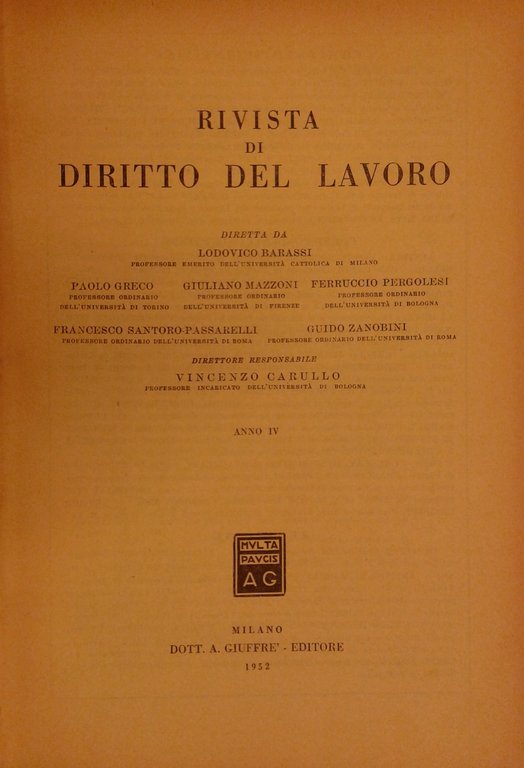 RIVISTA
DI
DIRITTO DEL LAVORO
DIRETTA DA
LODOVICO BARASSI
PROFESSORE EMERITO DELL'UNIVERSITÀ CATTOLICA DI MILANO
PAOLO GRECO
PROFESSORE ORDINARIO
DELL'UNIVERSITÀ DI TORINO
GIULIANO MAZZONI
PROFESSORE ORDINARIO
DELL'UNIVERSITÀ DI FIRENZE
FERRUCCIO PERGOLESI
PROFESSORE ORDINARIO
DELL'UNIVERSITÀ DI BOLOGNA
FRANCESCO SANTORO-PASSARELLI
PROFESSORE ORDINARIO DELL'UNIVERSITÀ DI ROMA
GUIDO ZANOBINI
PROFESSORE ORDINARIO DELL'UNIVERSITÀ DI ROMA
DIRETTORE RESPONSABILE
VINCENZO CARULLO
PROFESSORE INCARICATO DELL'UNIVERSITÀ DI BOLOGNA
ANNO IV
MVLTA
PAVCIS
AG
MILANO
DOTT. A. GIUFFRE' - EDITORE
1952